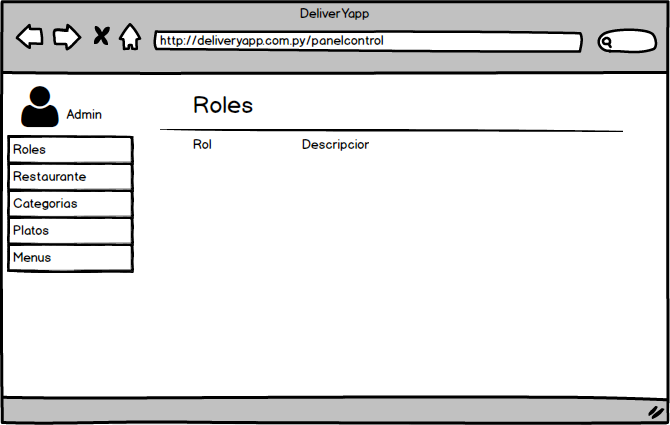 DeliverYapp
http://deliveryapp.com.py/panelcontrol
Admin
Roles
Restaurante
Categorias
Platos
Menus
Roles
Rol Descripcior